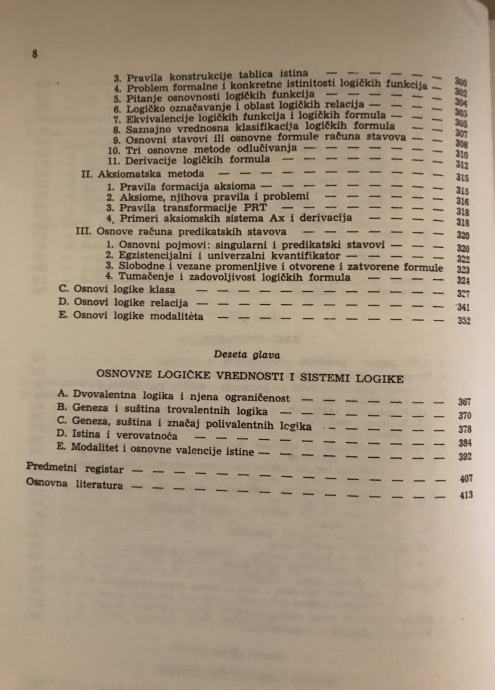 8
3. Pravila konstrukcije tablica istina — — — — — — 300
4. Problem formalne i konkretne istinitosti logičkih funkcija — 302
5. Pitanje osnovnosti logičkih funkcija — — — — — 304
6. Logičko označavanje i oblast logičkih relacija — — — 305
7. Ekvivalencije logičkih funkcija i logičkih formula — — — 305
8. Saznajno vrednosna klasifikacija logičkih formula — — — 307
9. Osnovni stavovi ili osnovne formule računa stavova — — 308
10. Tri osnovne metode odlučivanja — — — — — 310
11. Derivacije logičkih formula — — — — — — 312
II. Aksiomatska metoda — — — — — — — — 315
1. Pravila formacija aksioma — — — — — — 315
2. Aksiome, njihova pravila i problemi — — — — 316
3. Pravila transformacije PRT — — — — — — 318
4. Primeri aksiomskih sistema Ax i derivacija — — — 318
III. Osnove računa predikatskih stavova — — — — — 320
1. Osnovni pojmovi: singularni i predikatski stavovi — — — 320
2. Egzistencijalni i univerzalni kvantifikator — — — — 322
3. Slobodne i vezane promenljive i otvorene i zatvorene formule 323
4. Tumačenje i zadovoljivost logičkih formula — — — — 324
C. Osnovi logike klasa — — — — — — — — 327
D. Osnovi logike relacija — — — — — — — — 341
E. Osnovi logike modalitéta — — — — — — — 352
Deseta glava
OSNOVNE LOGIČKE VREDNOSTI I SISTEMI LOGIKE
A. Dvovalentna logika i njena ograničenost — — — — — 367
B. Geneza i suština trovalentnih logika — — — — — 370
C. Geneza, suština i značaj polivalentnih logika — — — — 378
D. Istina i verovatnoća — — — — — — — — 384
E. Modalitet i osnovne valencije istine — — — — — — 392
Predmetni registar — — — — — — — — — — 407
Osnovna literatura — — — — — — — — — — 413